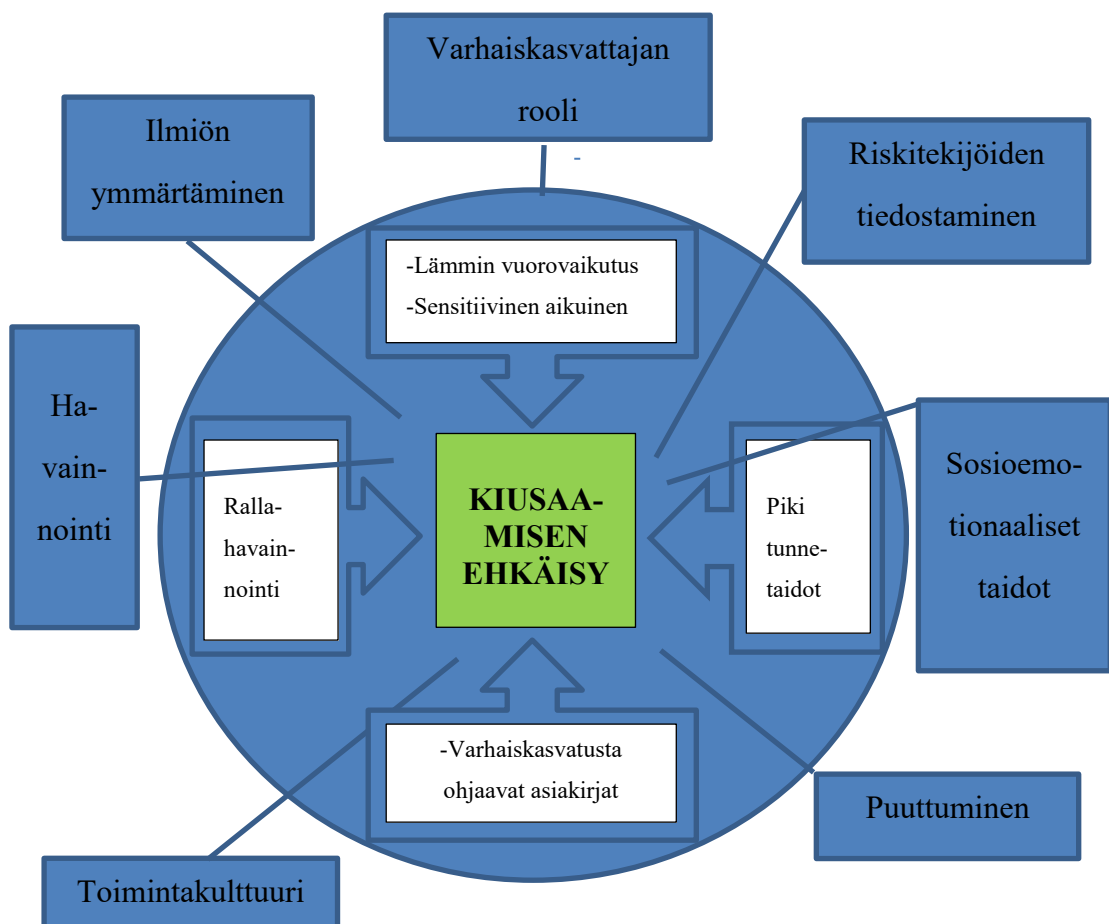 Varhaiskasvattajan
rooli
-
Ilmiön
ymmärtäminen
Riskitekijöiden
tiedostaminen
-Lämmin vuorovaikutus
-Sensitiivinen aikuinen
Ha-
vain-
nointi
Ralla-
havain-
nointi
KIUSAA-
MISEN
EHKÄISY
Piki
tunne-
taidot
Sosioemo-
tionaaliset
taidot
-Varhaiskasvatusta
ohjaavat asiakirjat
Puuttuminen
Toimintakulttuuri